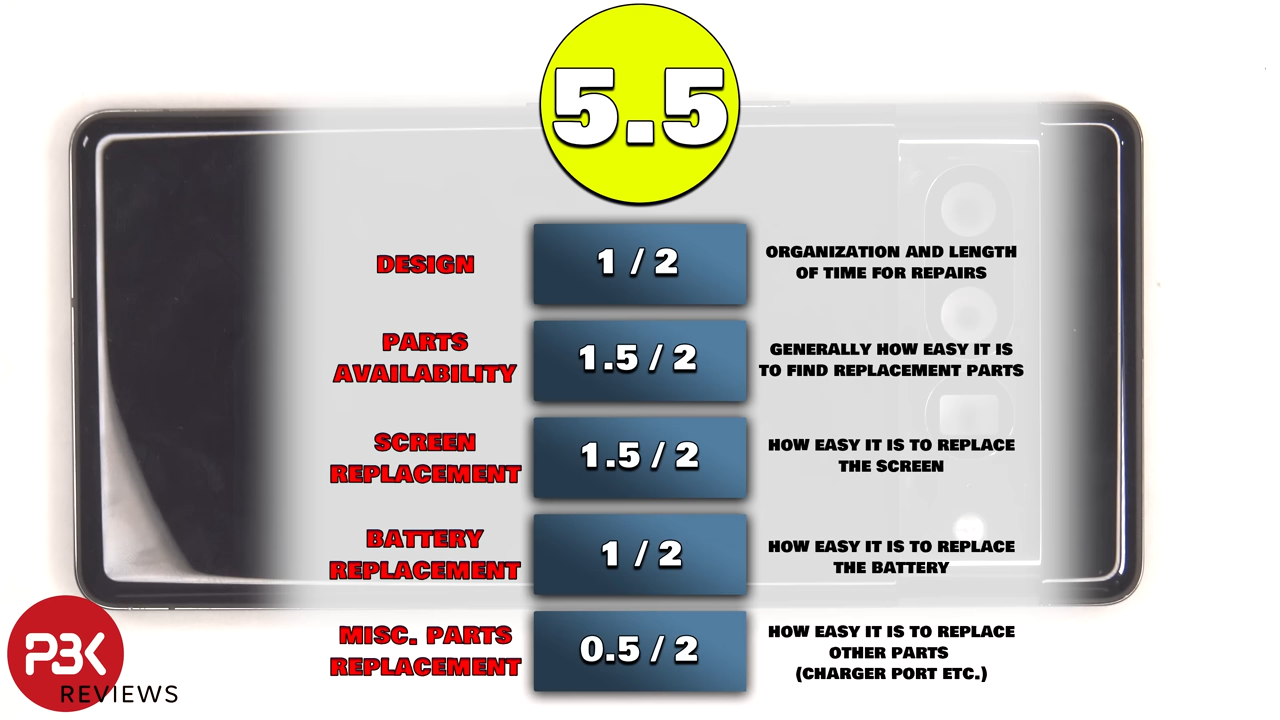 5.5
DESIGN
1 / 2
ORGANIZATION AND LENGTH
OF TIME FOR REPAIRS
PARTS
AVAILABILITY
1.5 / 2
GENERALLY HOW EASY IT IS
TO FIND REPLACEMENT PARTS
SCREEN
REPLACEMENT
1.5 / 2
HOW EASY IT IS TO REPLACE
THE SCREEN
BATTERY
REPLACEMENT
1 / 2
HOW EASY IT IS TO REPLACE
THE BATTERY
MISC. PARTS
REPLACEMENT
0.5 / 2
HOW EASY IT IS TO REPLACE
OTHER PARTS
(CHARGER PORT ETC.)
PBK
REVIEWS